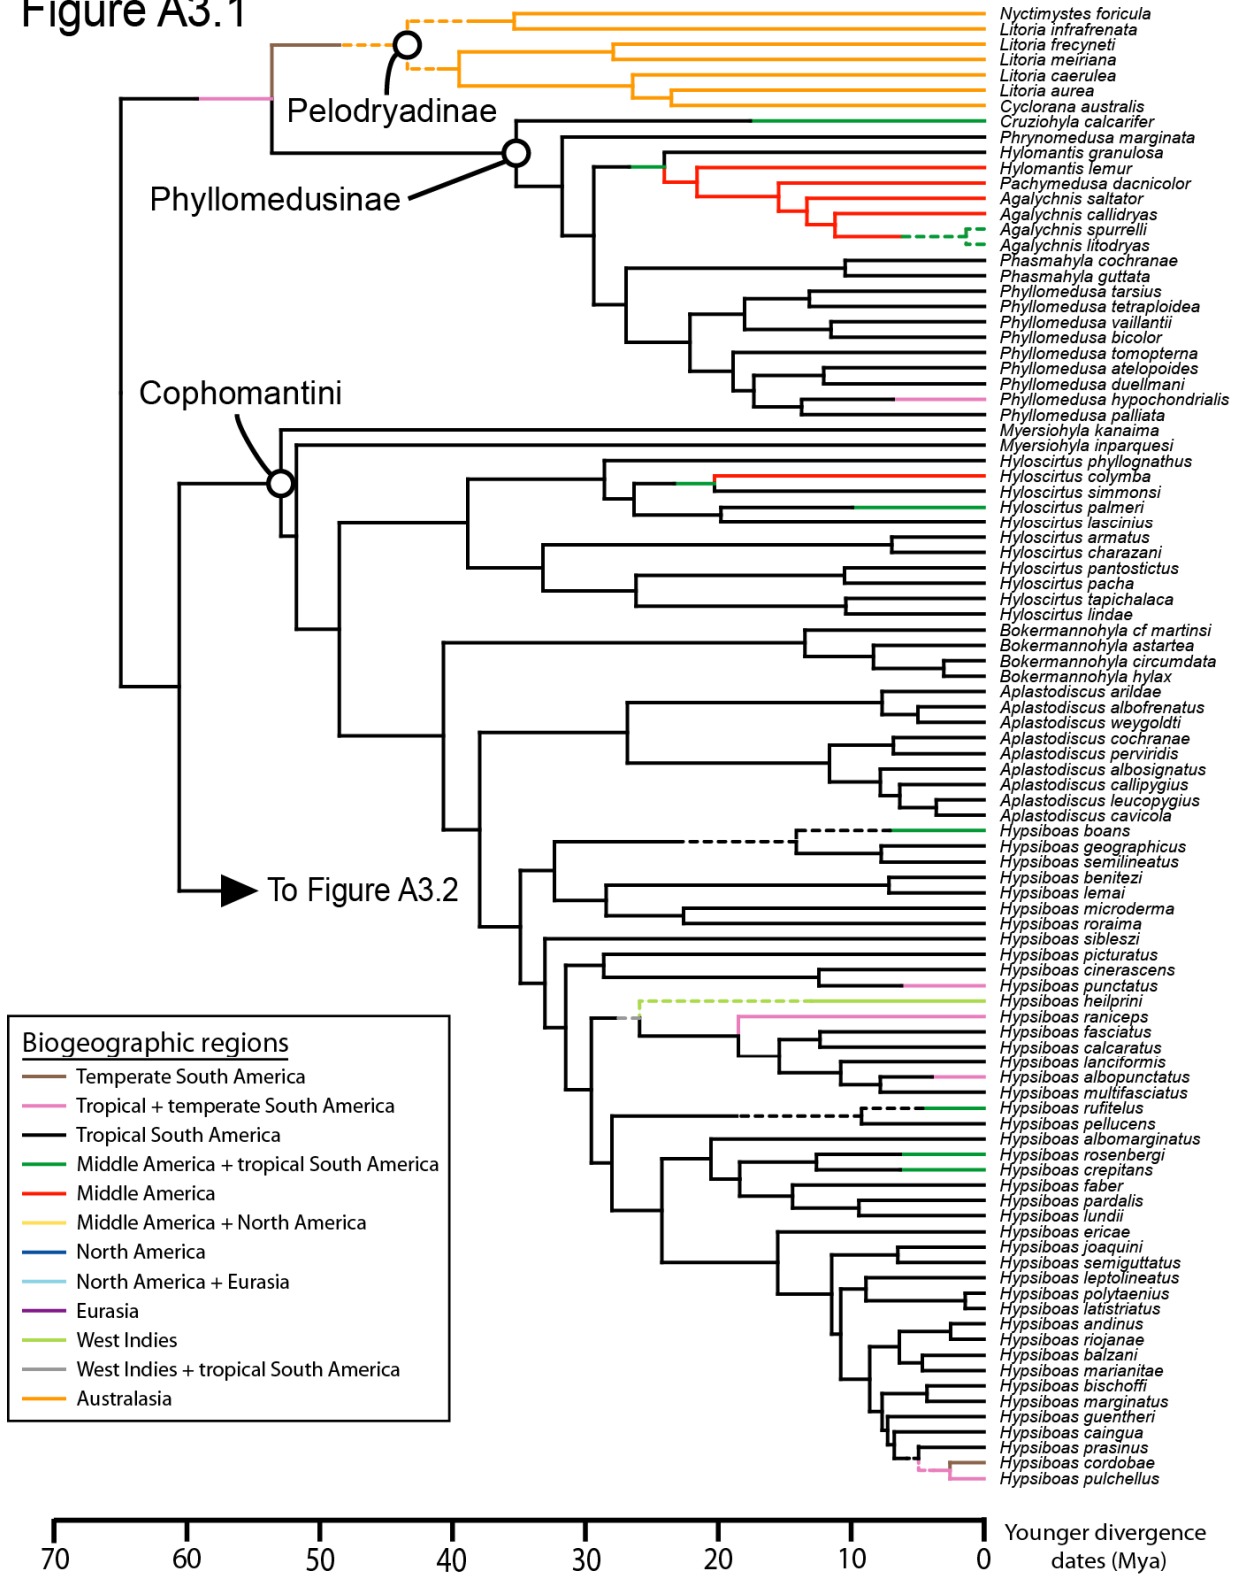 Figure A3.1
Nyctimystes foricula
Litoria infrafrenata
Litoria frecyneti
Litoria meiriana
Litoria caerulea
Litoria aurea
Cyclorana australis
Cruziohyla calcarifer
Phrynomedusa marginata
Hylomantis granulosa
Hylomantis lemur
Pachymedusa dacnicolor
Agalychnis saltator
Agalychnis callidryas
Agalychnis spurrelli
Agalychnis litodryas
Phasmahyla cochranae
Phasmahyla guttata
Phyllomedusa tarsius
Phyllomedusa tetraploidea
Phyllomedusa vaillantii
Phyllomedusa bicolor
Phyllomedusa tomopterna
Phyllomedusa atelopoides
Phyllomedusa duellmani
Phyllomedusa hypochondrialis
Phyllomedusa palliata
Myersiohyla kanaima
Myersiohyla inparquesi
Hyloscirtus phyllognathus
Hyloscirtus colymba
Hyloscirtus simmonsi
Hyloscirtus palmeri
Hyloscirtus lascinius
Hyloscirtus armatus
Hyloscirtus charazani
Hyloscirtus pantostictus
Hyloscirtus pacha
Hyloscirtus tapichalaca
Hyloscirtus lindae
Bokermannohyla cf martinsi
Bokermannohyla astartea
Bokermannohyla circumdata
Bokermannohyla hylax
Aplastodiscus arildae
Aplastodiscus albofrenatus
Aplastodiscus weygoldti
Aplastodiscus cochranae
Aplastodiscus perviridis
Aplastodiscus albosignatus
Aplastodiscus callipygius
Aplastodiscus leucopygius
Aplastodiscus cavicola
Hypsiboas boans
Hypsiboas geographicus
Hypsiboas semilineatus
Hypsiboas benitezi
Hypsiboas lemai
Hypsiboas microderma
Hypsiboas roraima
Hypsiboas sibleszi
Hypsiboas picturatus
Hypsiboas cinerascens
Hypsiboas punctatus
Hypsiboas heilprini
Hypsiboas raniceps
Hypsiboas fasciatus
Hypsiboas calcaratus
Hypsiboas lanciformis
Hypsiboas albopunctatus
Hypsiboas multifasciatus
Hypsiboas rufitelus
Hypsiboas pellucens
Hypsiboas albomarginatus
Hypsiboas rosenbergi
Hypsiboas crepitans
Hypsiboas faber
Hypsiboas pardalis
Hypsiboas lundii
Hypsiboas ericae
Hypsiboas joaquini
Hypsiboas semiguttatus
Hypsiboas leptolineatus
Hypsiboas polytaenius
Hypsiboas latistriatus
Hypsiboas andinus
Hypsiboas riojanae
Hypsiboas balzani
Hypsiboas marianitae
Hypsiboas bischoffi
Hypsiboas marginatus
Hypsiboas guentheri
Hypsiboas caingua
Hypsiboas prasinus
Hypsiboas cordobae
Hypsiboas pulchellus
Pelodryadinae
Phyllomedusinae
Cophomantini
To Figure A3.2
Biogeographic regions
Temperate South America
Tropical + temperate South America
Tropical South America
Middle America + tropical South America
Middle America
Middle America + North America
North America
North America + Eurasia
Eurasia
West Indies
West Indies + tropical South America
Australasia
70 60 50 40 30 20 10 0
Younger divergence
dates (Mya)